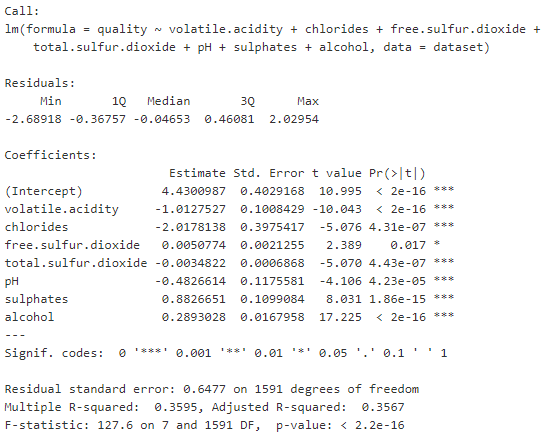 Call:
lm(formula = quality ~ volatile.acidity + chlorides + free.sulfur.dioxide +
    total.sulfur.dioxide + pH + sulphates + alcohol, data = dataset)

Residuals:
     Min       1Q   Median       3Q      Max
-2.68918 -0.36757 -0.04653  0.46081  2.02954

Coefficients:
                       Estimate Std. Error t value Pr(>|t|)
(Intercept)           4.4300987  0.4029168  10.995  < 2e-16 ***
volatile.acidity     -1.0127527  0.1008429 -10.043  < 2e-16 ***
chlorides            -2.0178138  0.3975417  -5.076 4.31e-07 ***
free.sulfur.dioxide   0.0050774  0.0021255   2.389    0.017 *
total.sulfur.dioxide -0.0034822  0.0006868  -5.070 4.43e-07 ***
pH                   -0.4826614  0.1175581  -4.106 4.23e-05 ***
sulphates             0.8826651  0.1099084   8.031 1.86e-15 ***
alcohol               0.2893028  0.0167958  17.225  < 2e-16 ***
---
Signif. codes:  0 '***' 0.001 '**' 0.01 '*' 0.05 '.' 0.1 ' ' 1

Residual standard error: 0.6477 on 1591 degrees of freedom
Multiple R-squared:  0.3595, Adjusted R-squared:  0.3567
F-statistic: 127.6 on 7 and 1591 DF,  p-value: < 2.2e-16